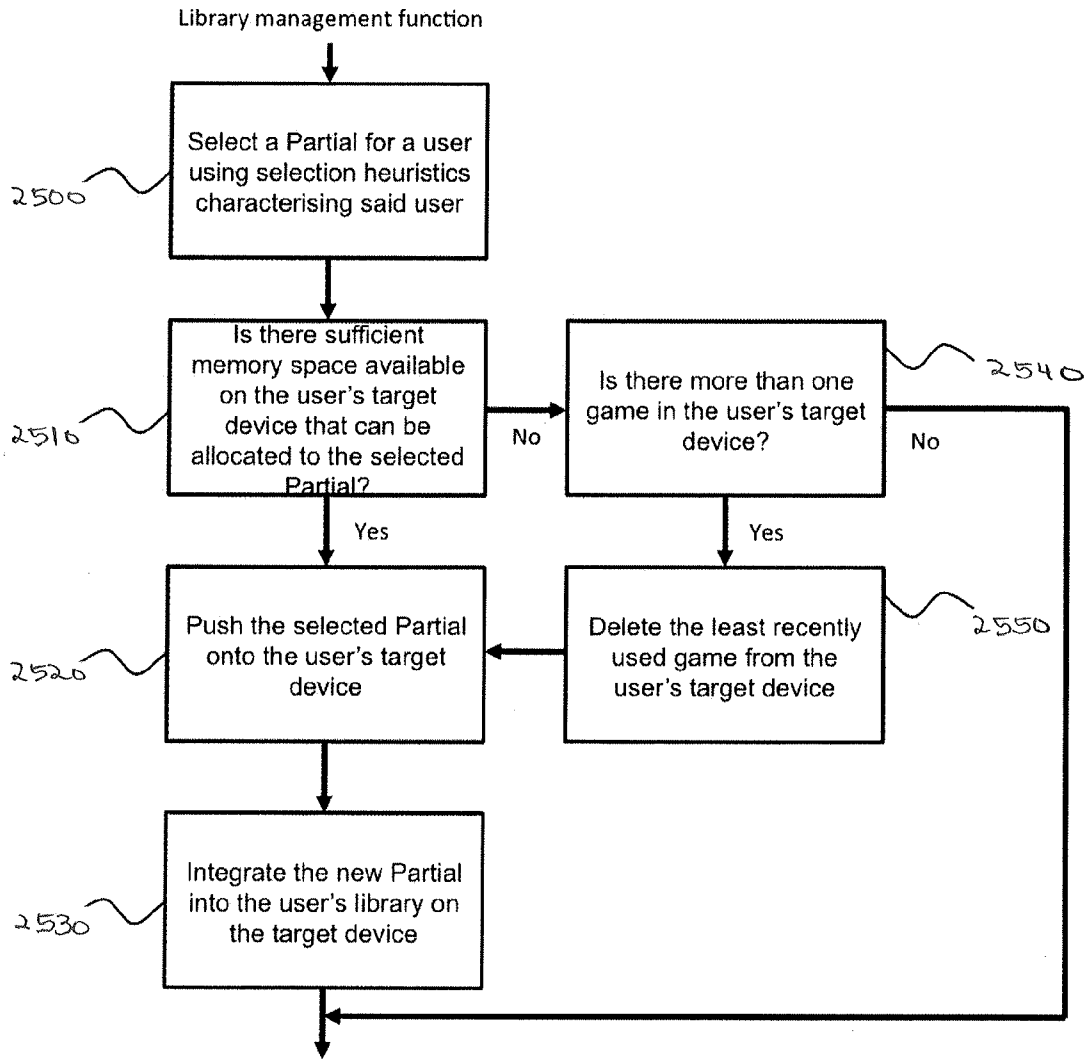 Library management function
Select a Partial for a user
using selection heuristics
characterising said user
2500
Is there sufficient
memory space available
on the user's target
device that can be
allocated to the selected
Partial?
2510
No
Is there more than one
game in the user's target
device?
2540
No
Yes
Yes
Push the selected Partial
onto the user's target
device
2520
Delete the least recently
used game from the
user's target device
2550
Integrate the new Partial
into the user's library on
the target device
2530